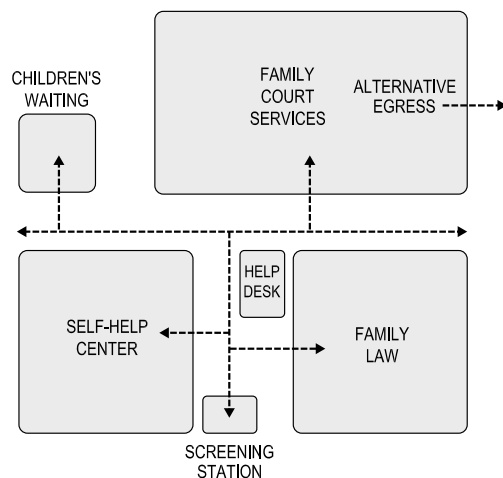 CHILDREN'S
WAITING
FAMILY
COURT
SERVICES
ALTERNATIVE
EGRESS
HELP
DESK
SELF-HELP
CENTER
FAMILY
LAW
SCREENING
STATION